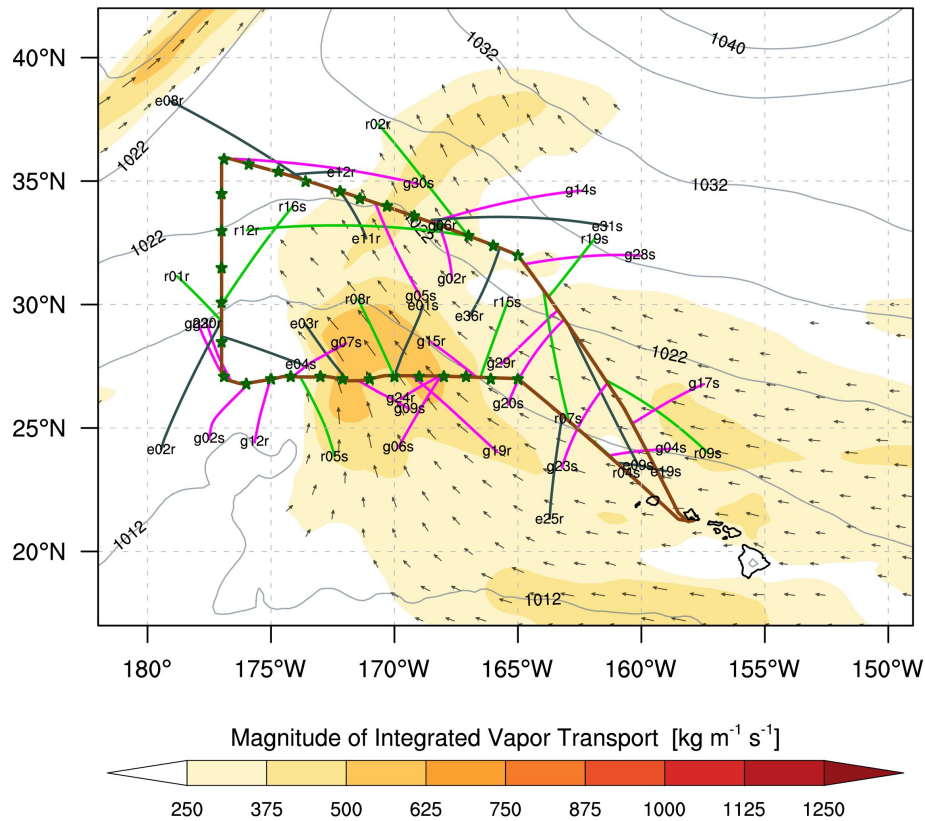 40°N
1032
1040
e08r
r02r
1022
35°N
e12r
g30s
1032
g14s
r16s
1022
r12r
g06r
e31s
e11r
r19s
g28s
g02r
r01r
30°N
g05s
e01s
r08r
r15s
e36r
e03r
g07s
g15r
e04s
g29r
1022
g17s
g24r
g09s
g20s
25°N
r07s
e02r
g02s
g12r
r05s
g06s
g19r
g23s
g04s
r09s
r04s
e09s
e19s
1012
e25r
20°N
1012
180°
175°W
170°W
165°W
160°W
155°W
150°W
Magnitude of Integrated Vapor Transport [kg m⁻¹ s⁻¹]
250 375 500 625 750 875 1000 1125 1250